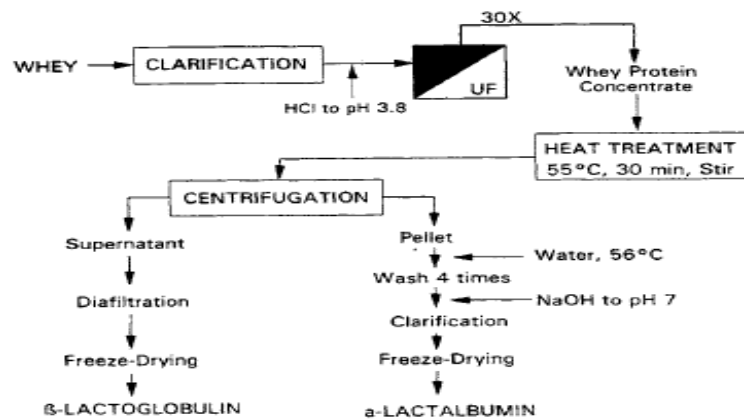 30X
WHEY
CLARIFICATION
UF
HCl to pH 3.8
Whey Protein
Concentrate
HEAT TREATMENT
55°C, 30 min, Stir
CENTRIFUGATION
Supernatant
Pellet
Water, 56°C
Wash 4 times
Diafiltration
NaOH to pH 7
Clarification
Freeze-Drying
Freeze-Drying
ß-LACTOGLOBULIN
a-LACTALBUMIN